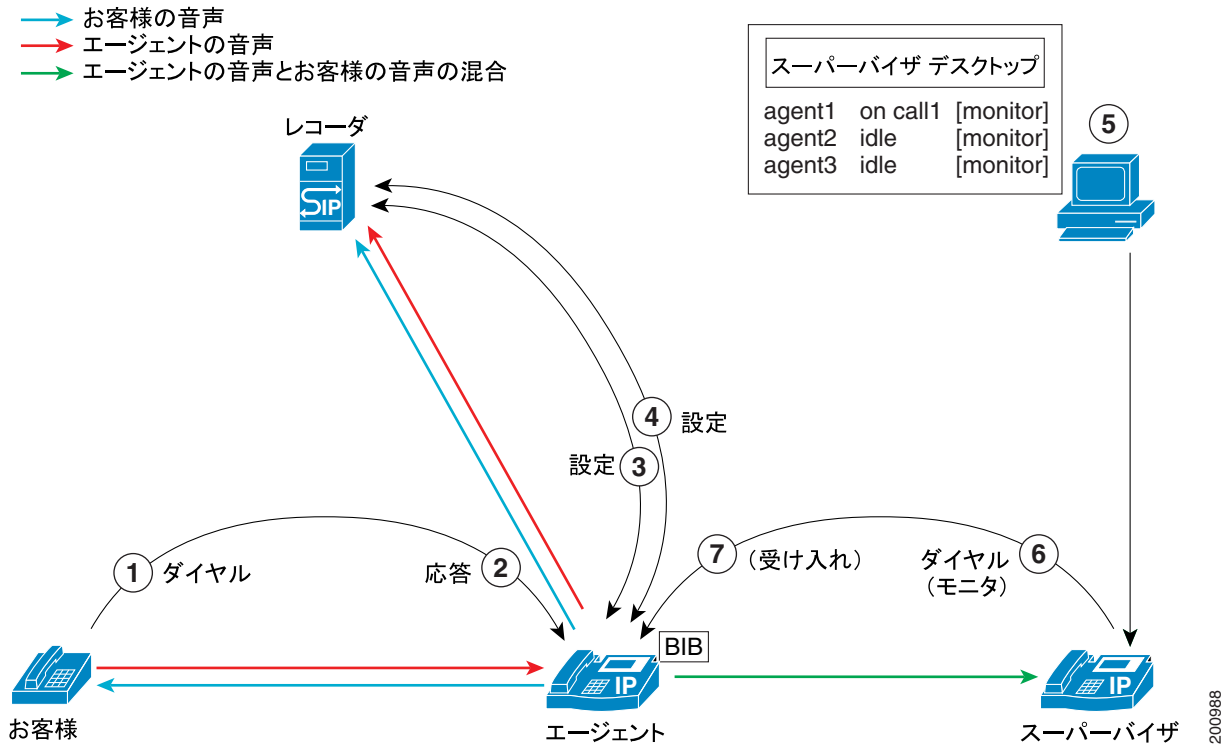 お客様の音声
エージェントの音声
エージェントの音声とお客様の音声の混合
スーパーバイザ デスクトップ
agent1 on call1 [monitor]
agent2 idle [monitor]
agent3 idle [monitor]
5
レコーダ
SIP
4 設定
設定 3
1 ダイヤル
応答 2
7 （受け入れ）
ダイヤル 6
（モニタ）
BIB
IP
IP
お客様
エージェント
スーパーバイザ
200988